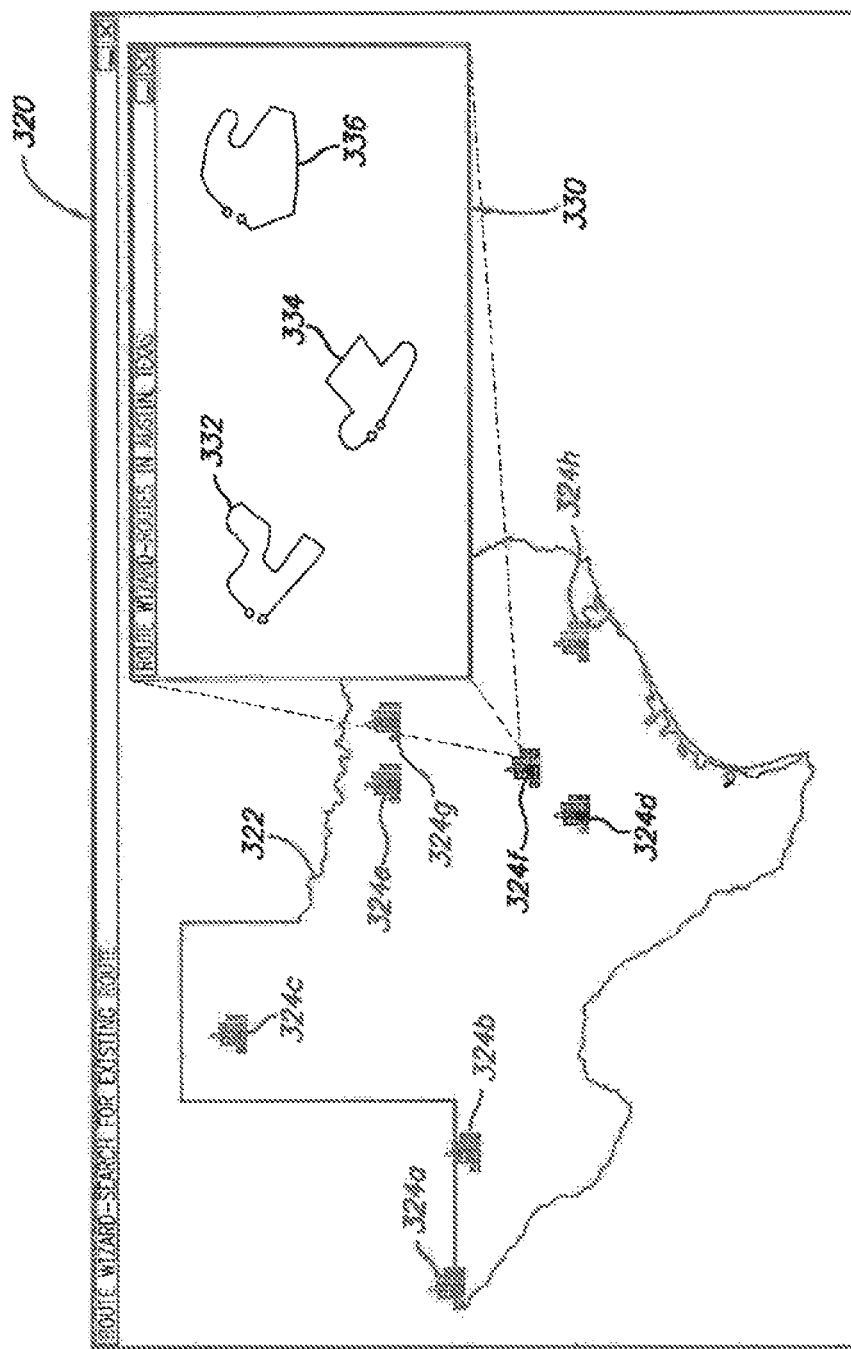 320
ROUTE WIZARD-SEARCH FOR EXISTING ROUTE
ROUTE WIZARD-ROUTES IN AUSTIN, TEXAS
332
334
336
330
322
324a
324b
324c
324e
324g
324f
324d
324h